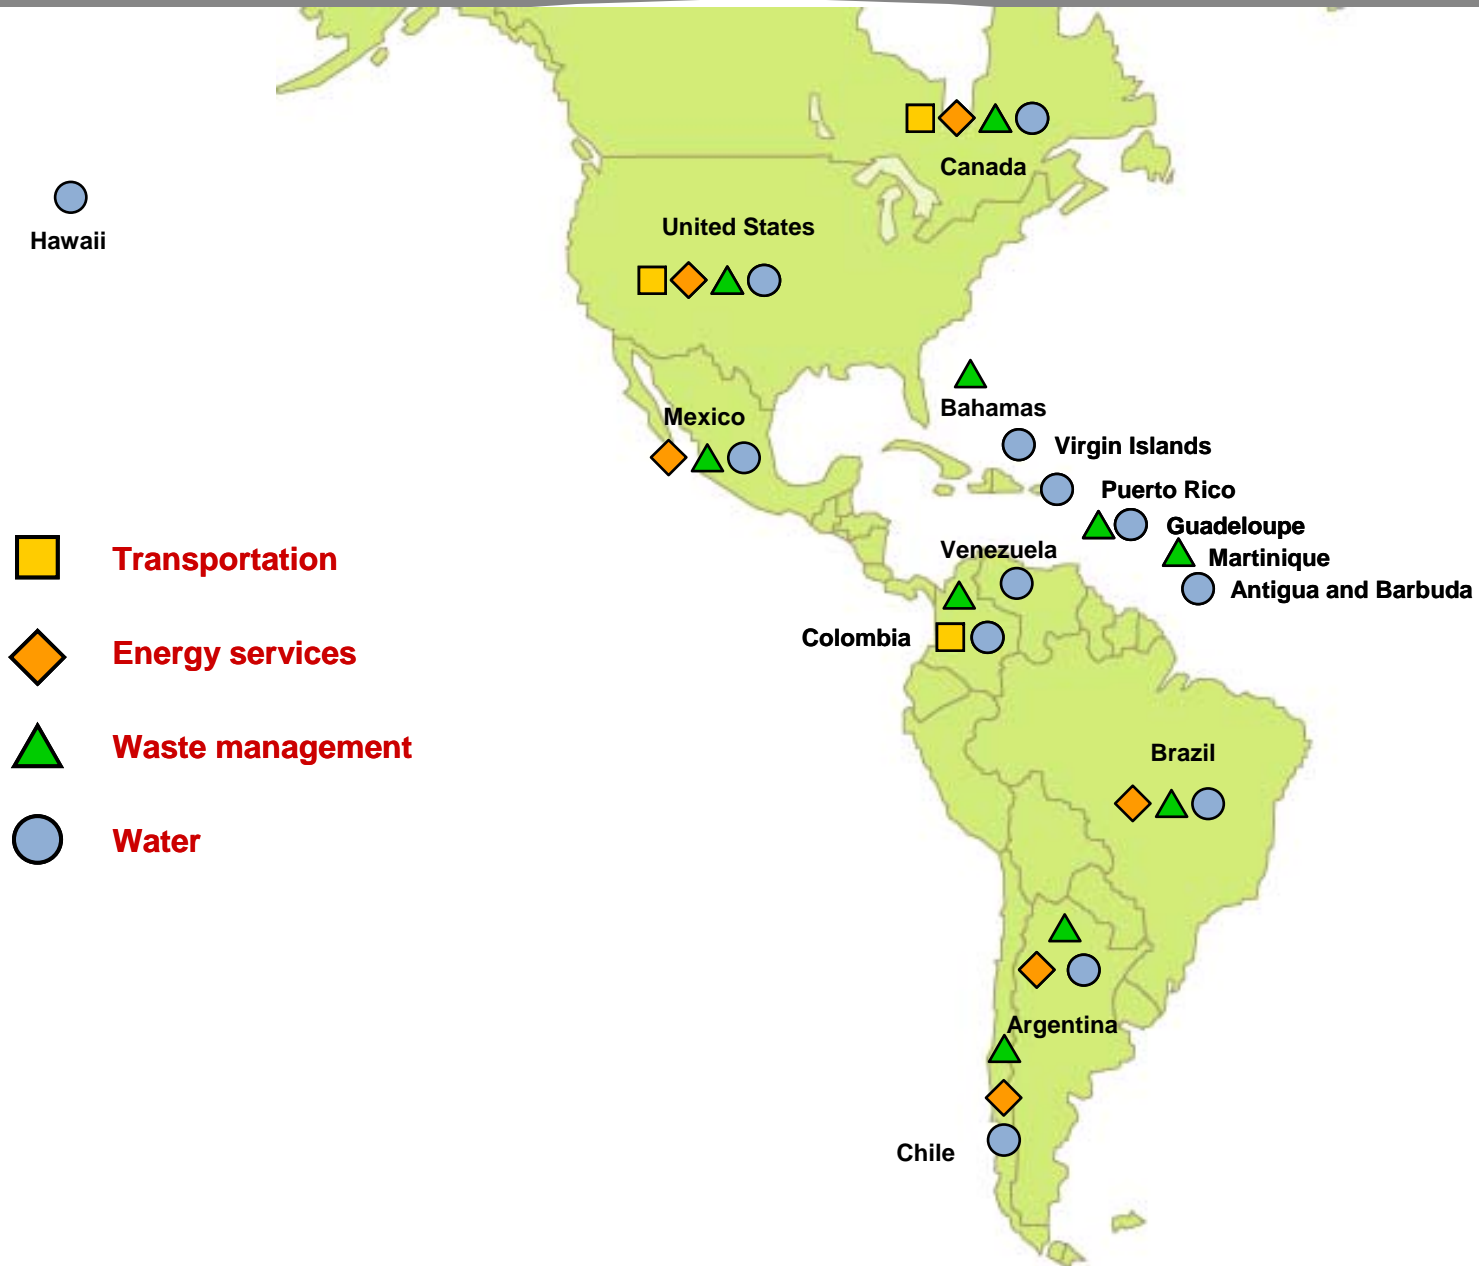 Canada
Hawaii
United States
Bahamas
Mexico
Virgin Islands
Puerto Rico
Guadeloupe
Venezuela
Martinique
Antigua and Barbuda
Colombia
Transportation
Energy services
Waste management
Water
Brazil
Argentina
Chile